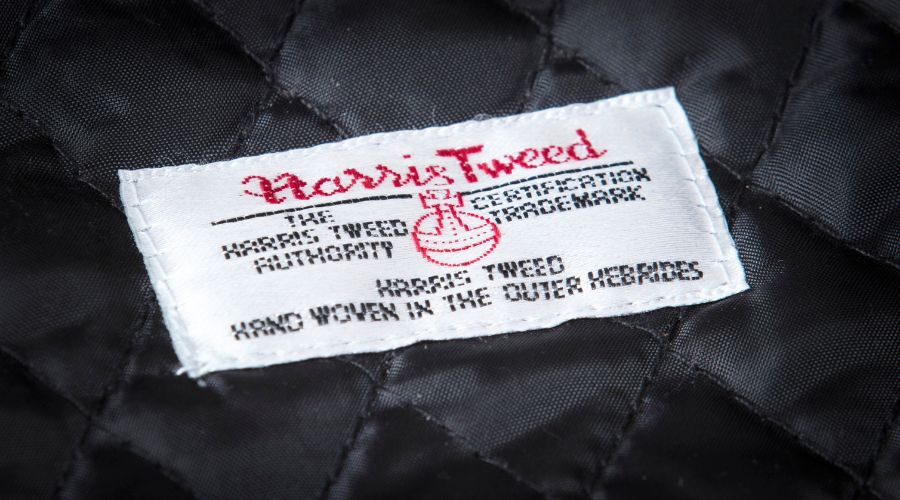 Harris Tweed
THE
HARRIS TWEED
AUTHORITY
CERTIFICATION
TRADEMARK
HARRIS TWEED
HAND WOVEN IN THE OUTER HEBRIDES